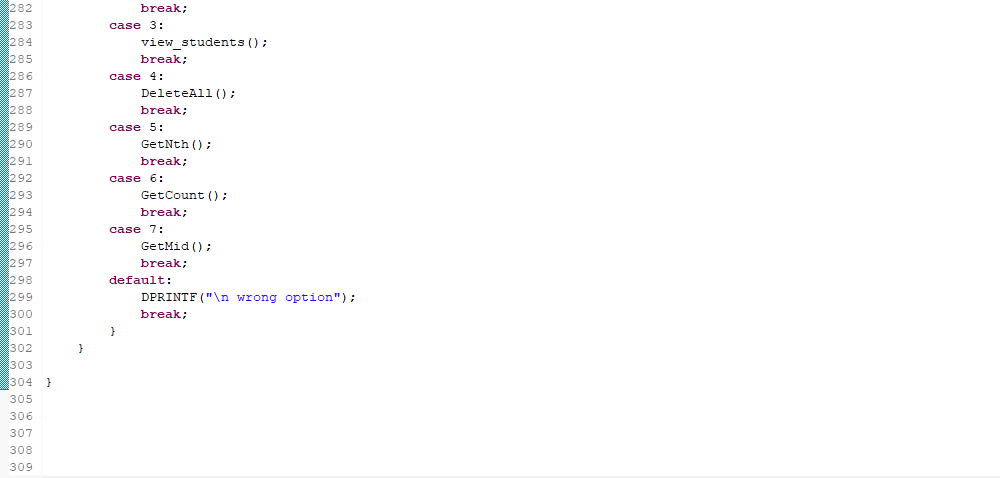 282 break;
283 case 3:
284 view_students();
285 break;
286 case 4:
287 DeleteAll();
288 break;
289 case 5:
290 GetNth();
291 break;
292 case 6:
293 GetCount();
294 break;
295 case 7:
296 GetMid();
297 break;
298 default:
299 DPRINTF("\n wrong option");
300 break;
301 }
302 }
303
304 }
305
306
307
308
309